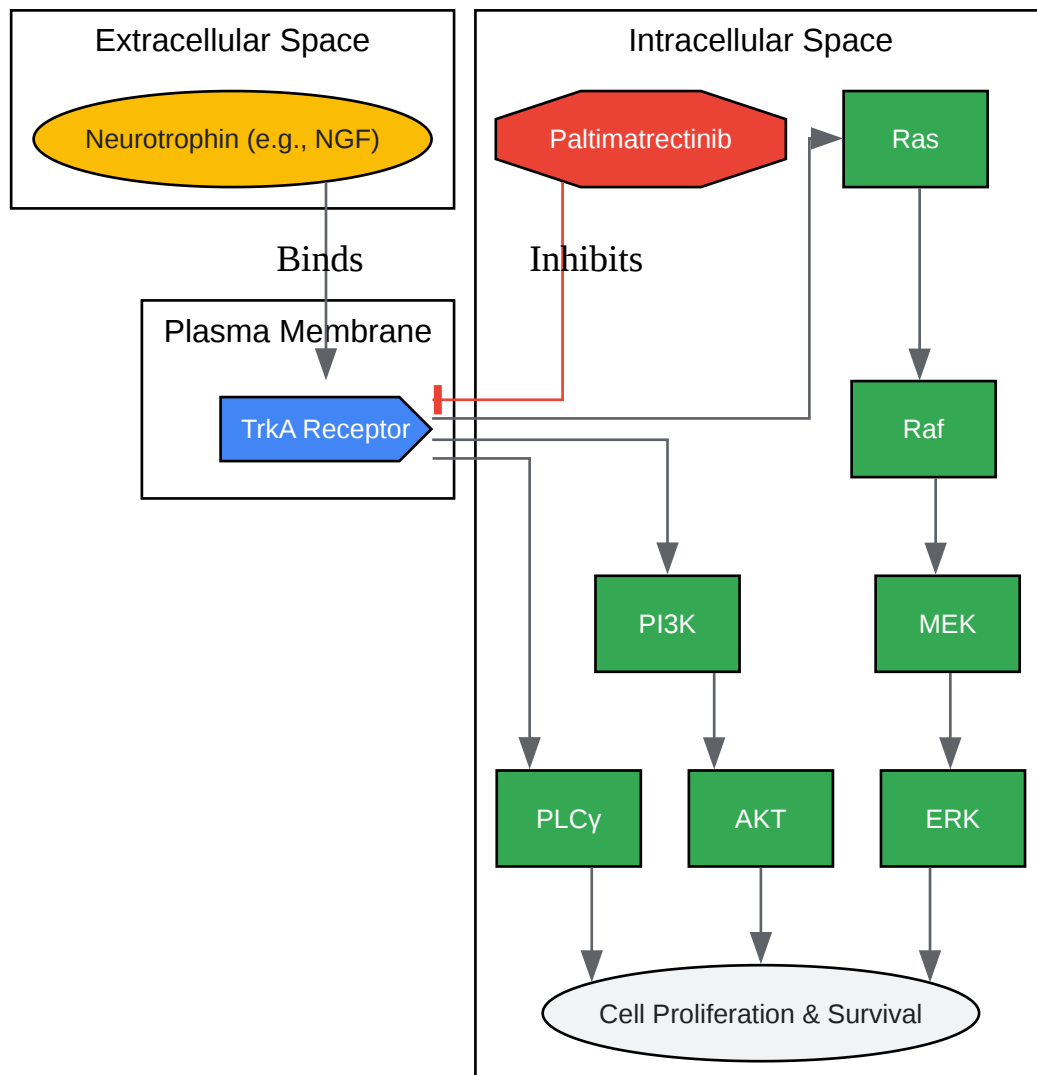 Extracellular Space
Intracellular Space
Neurotrophin (e.g., NGF)
Paltimatrectinib
Ras
Binds
Inhibits
Plasma Membrane
TrkA Receptor
Raf
PI3K
MEK
PLCγ
AKT
ERK
Cell Proliferation & Survival